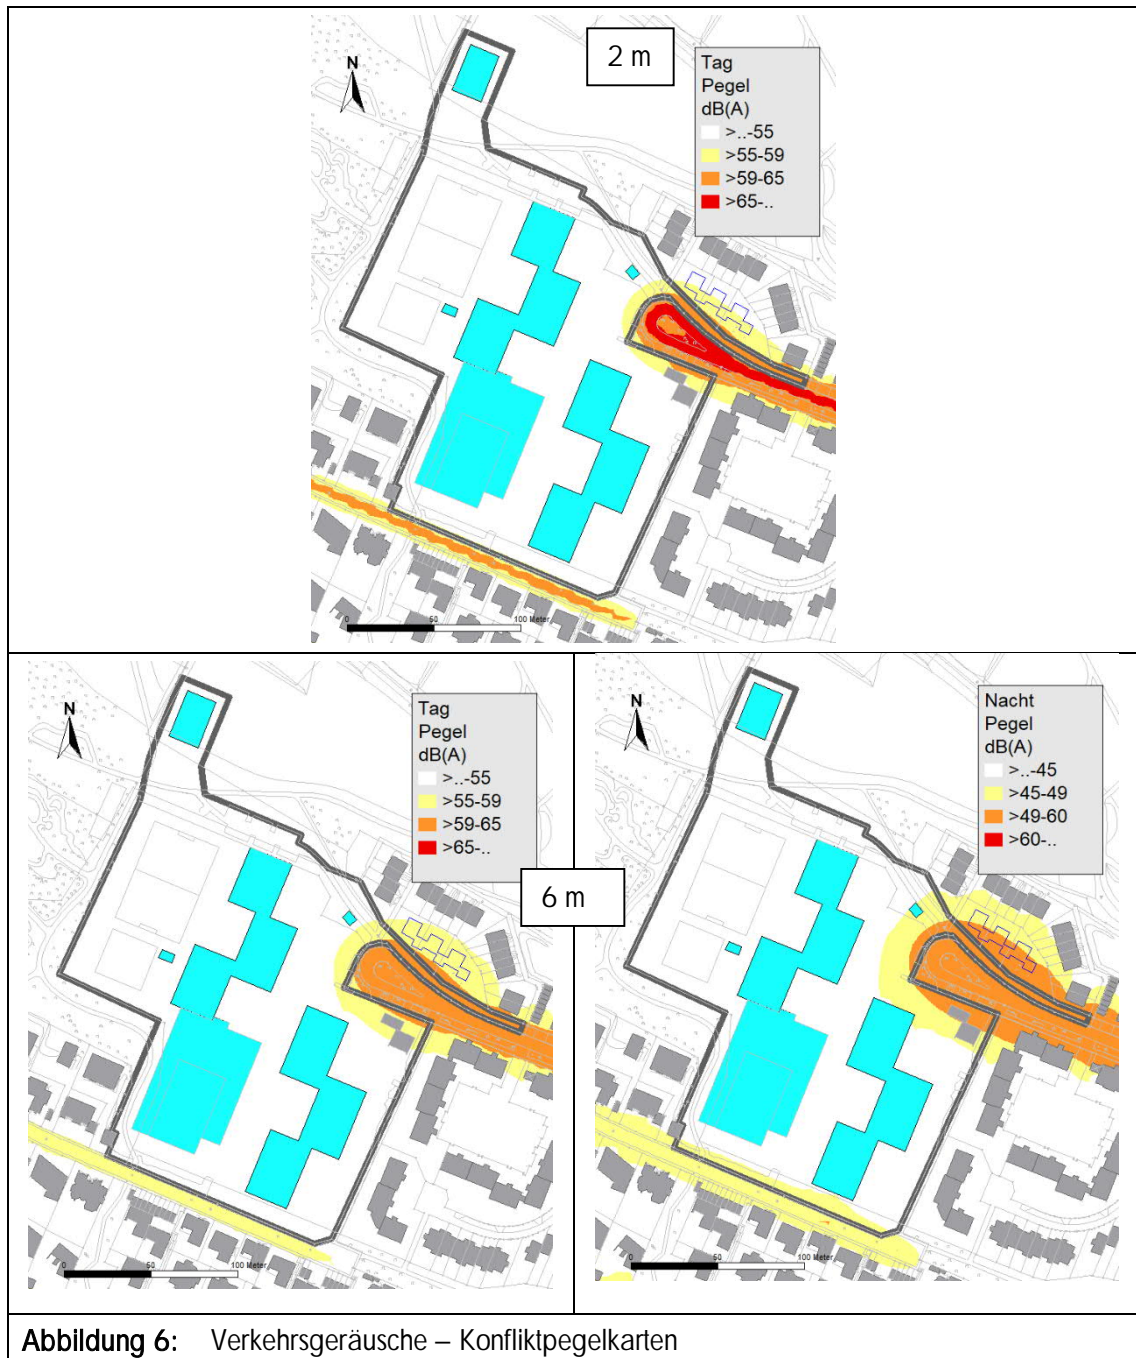 2 m
N
Tag
Pegel
dB(A)
>..-55
>55-59
>59-65
>65-..
0 50 100 Meter
N
Tag
Pegel
dB(A)
>..-55
>55-59
>59-65
>65-..
0 50 100 Meter
6 m
N
Nacht
Pegel
dB(A)
>..-45
>45-49
>49-60
>60-..
0 50 100 Meter
Abbildung 6: Verkehrsgeräusche – Konfliktpegelkarten